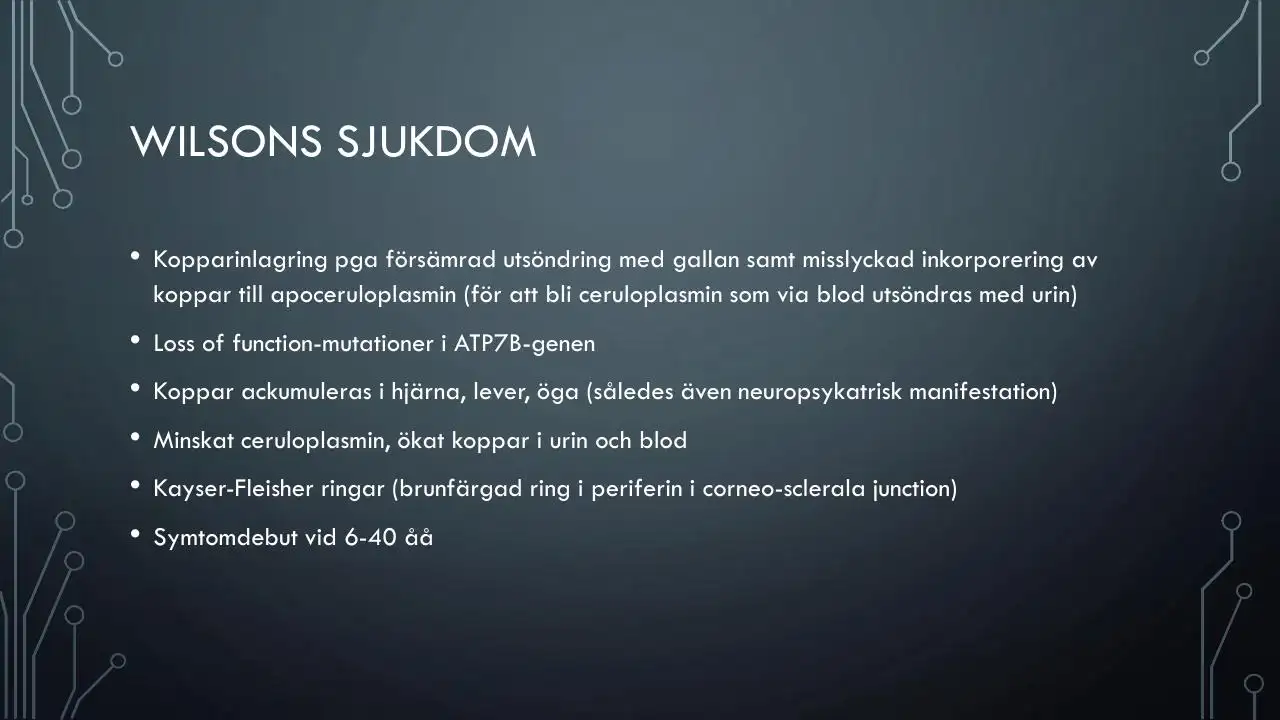 WILSONS SJUKDOM
• Kopparinlagring pga försämrad utsöndring med gallan samt misslyckad inkorporering av
koppar till apoceruloplasmin (för att bli ceruloplasmin som via blod utsöndras med urin)
• Loss of function-mutationer i ATP7B-genen
• Koppar ackumuleras i hjärna, lever, öga (således även neuropsykatrisk manifestation)
• Minskat ceruloplasmin, ökat koppar i urin och blod
• Kayser-Fleisher ringar (brunfärgad ring i periferin i corneo-sclerala junction)
• Symtomdebut vid 6-40 åå